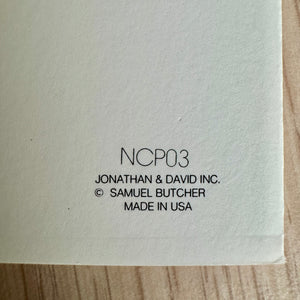 NCP03
JONATHAN & DAVID INC.
© SAMUEL BUTCHER
MADE IN USA